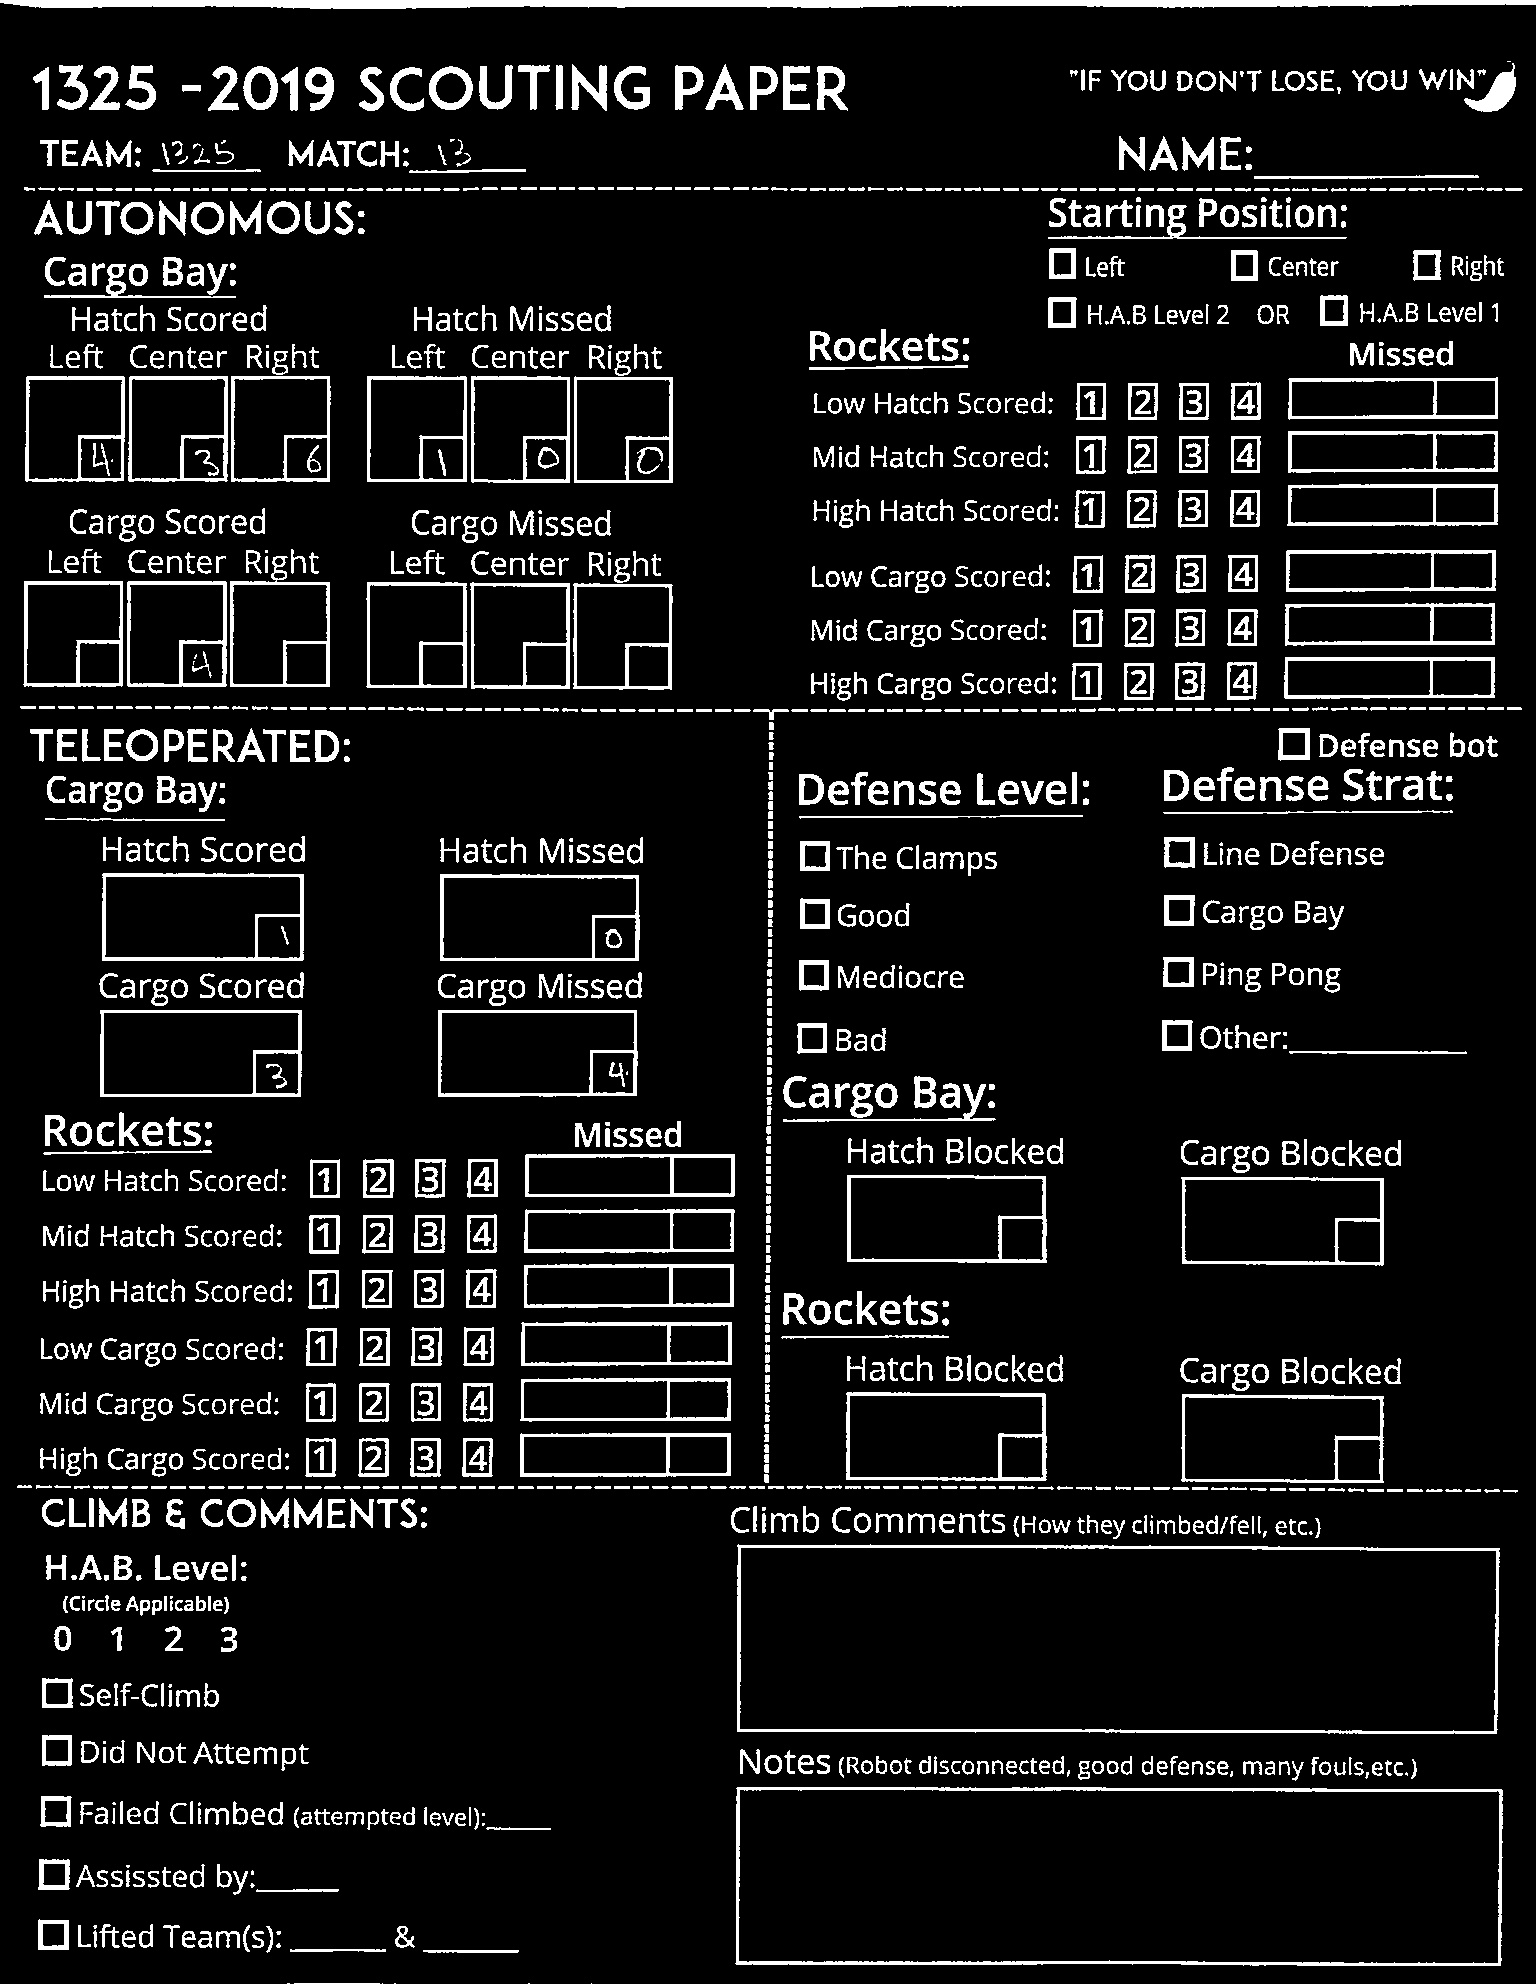 1325 -2019 SCOUTING PAPER
"IF YOU DON'T LOSE, YOU WIN"
TEAM: 1325 MATCH: 13
NAME:
AUTONOMOUS:
Starting Position:
Left Center Right
H.A.B Level 2 OR H.A.B Level 1
Cargo Bay:
Hatch Scored Hatch Missed
Left Center Right Left Center Right
4 3 6 1 0 0
Cargo Scored Cargo Missed
Left Center Right Left Center Right
4
Rockets:
Missed
Low Hatch Scored: 1 2 3 4
Mid Hatch Scored: 1 2 3 4
High Hatch Scored: 1 2 3 4
Low Cargo Scored: 1 2 3 4
Mid Cargo Scored: 1 2 3 4
High Cargo Scored: 1 2 3 4
TELEOPERATED:
Cargo Bay:
Hatch Scored Hatch Missed
1 0
Cargo Scored Cargo Missed
3 4
Rockets:
Missed
Low Hatch Scored: 1 2 3 4
Mid Hatch Scored: 1 2 3 4
High Hatch Scored: 1 2 3 4
Low Cargo Scored: 1 2 3 4
Mid Cargo Scored: 1 2 3 4
High Cargo Scored: 1 2 3 4
Defense bot
Defense Level: Defense Strat:
The Clamps Line Defense
Good Cargo Bay
Mediocre Ping Pong
Bad Other:
Cargo Bay:
Hatch Blocked Cargo Blocked
Rockets:
Hatch Blocked Cargo Blocked
CLIMB & COMMENTS:
H.A.B. Level:
(Circle Applicable)
0 1 2 3
Self-Climb
Did Not Attempt
Failed Climbed (attempted level):
Assissted by:
Lifted Team(s): &
Climb Comments (How they climbed/fell, etc.)
Notes (Robot disconnected, good defense, many fouls,etc.)